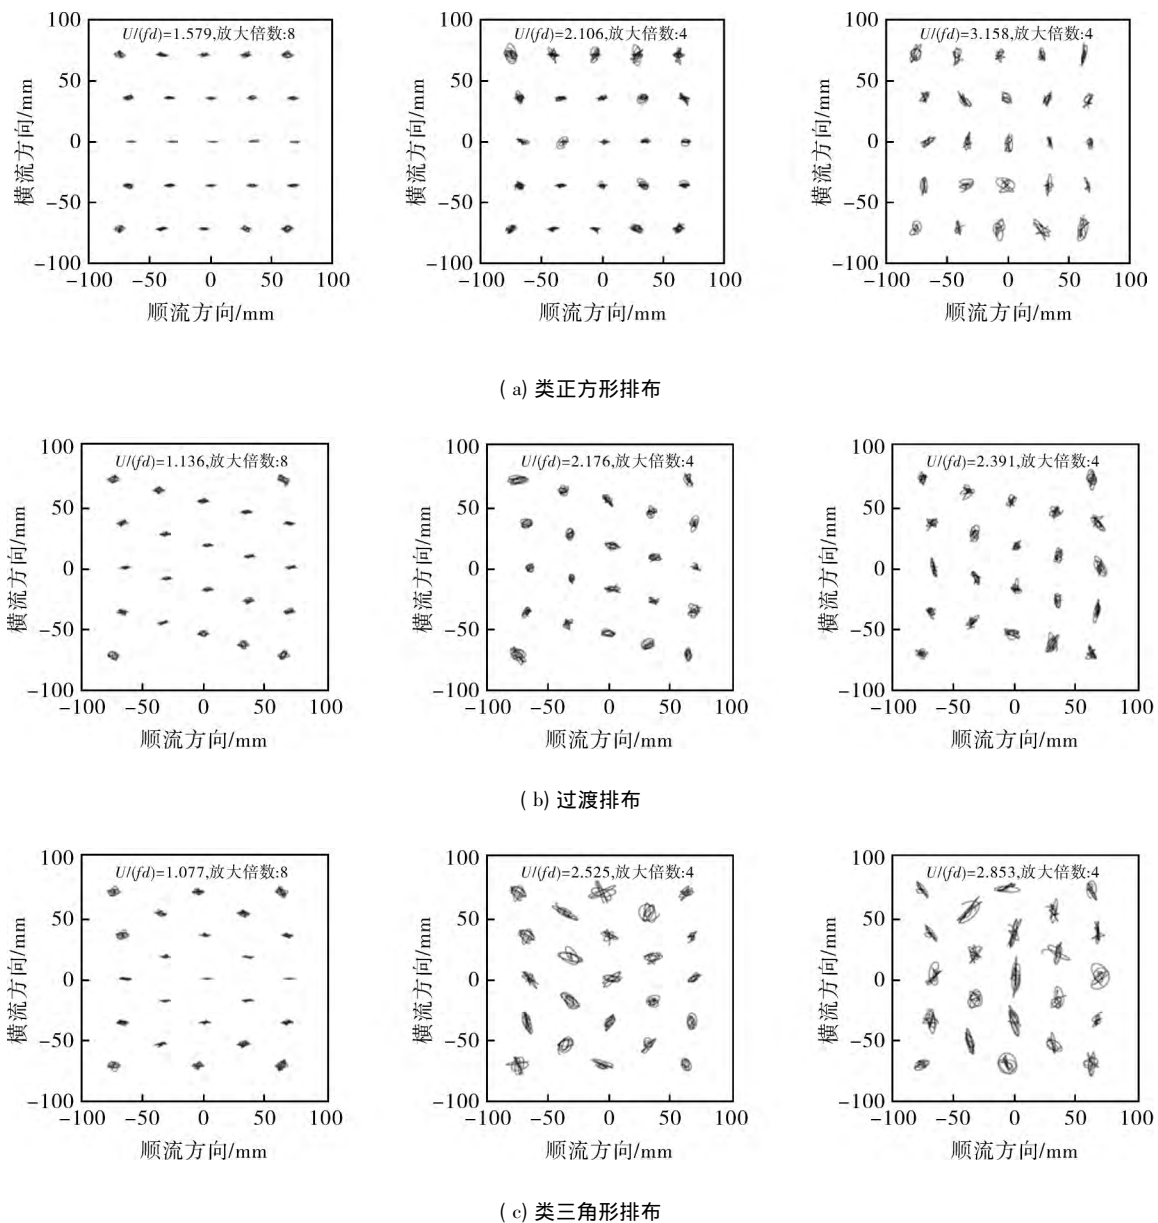 U/(fd)=1.579,放大倍数:8
100
50
0
−50
−100
横流方向/mm
−100 −50 0 50 100
顺流方向/mm
U/(fd)=2.106,放大倍数:4
100
50
0
−50
−100
横流方向/mm
−100 −50 0 50 100
顺流方向/mm
U/(fd)=3.158,放大倍数:4
100
50
0
−50
−100
横流方向/mm
−100 −50 0 50 100
顺流方向/mm
( a) 类正方形排布
U/(fd)=1.136,放大倍数:8
100
50
0
−50
−100
横流方向/mm
−100 −50 0 50 100
顺流方向/mm
U/(fd)=2.176,放大倍数:4
100
50
0
−50
−100
横流方向/mm
−100 −50 0 50 100
顺流方向/mm
U/(fd)=2.391,放大倍数:4
100
50
0
−50
−100
横流方向/mm
−100 −50 0 50 100
顺流方向/mm
( b) 过渡排布
U/(fd)=1.077,放大倍数:8
100
50
0
−50
−100
横流方向/mm
−100 −50 0 50 100
顺流方向/mm
U/(fd)=2.525,放大倍数:4
100
50
0
−50
−100
横流方向/mm
−100 −50 0 50 100
顺流方向/mm
U/(fd)=2.853,放大倍数:4
100
50
0
−50
−100
横流方向/mm
−100 −50 0 50 100
顺流方向/mm
( c) 类三角形排布